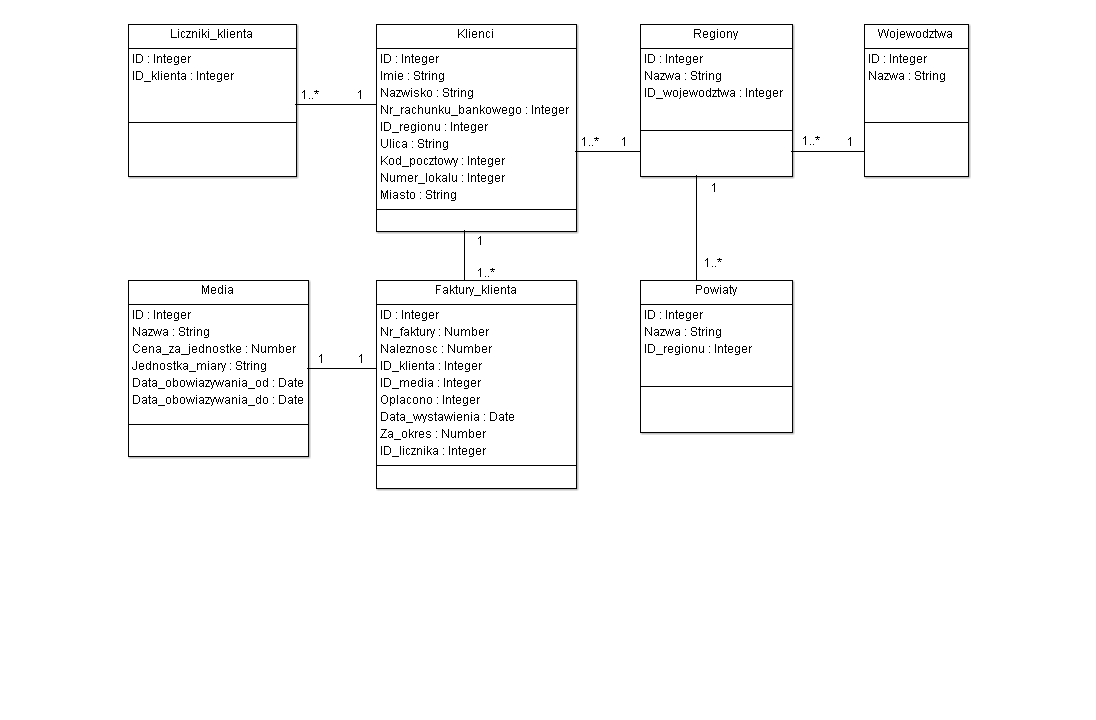 Liczniki_klienta
ID : Integer
ID_klienta : Integer
1..*
1
Klienci
ID : Integer
Imie : String
Nazwisko : String
Nr_rachunku_bankowego : Integer
ID_regionu : Integer
Ulica : String
Kod_pocztowy : Integer
Numer_lokalu : Integer
Miasto : String
1..*
1
Regiony
ID : Integer
Nazwa : String
ID_wojewodztwa : Integer
1..*
1
Wojewodztwa
ID : Integer
Nazwa : String
1
1..*
1
1..*
Media
ID : Integer
Nazwa : String
Cena_za_jednostke : Number
Jednostka_miary : String
Data_obowiazywania_od : Date
Data_obowiazywania_do : Date
1
1
Faktury_klienta
ID : Integer
Nr_faktury : Number
Naleznosc : Number
ID_klienta : Integer
ID_media : Integer
Oplacono : Integer
Data_wystawienia : Date
Za_okres : Number
ID_licznika : Integer
Powiaty
ID : Integer
Nazwa : String
ID_regionu : Integer